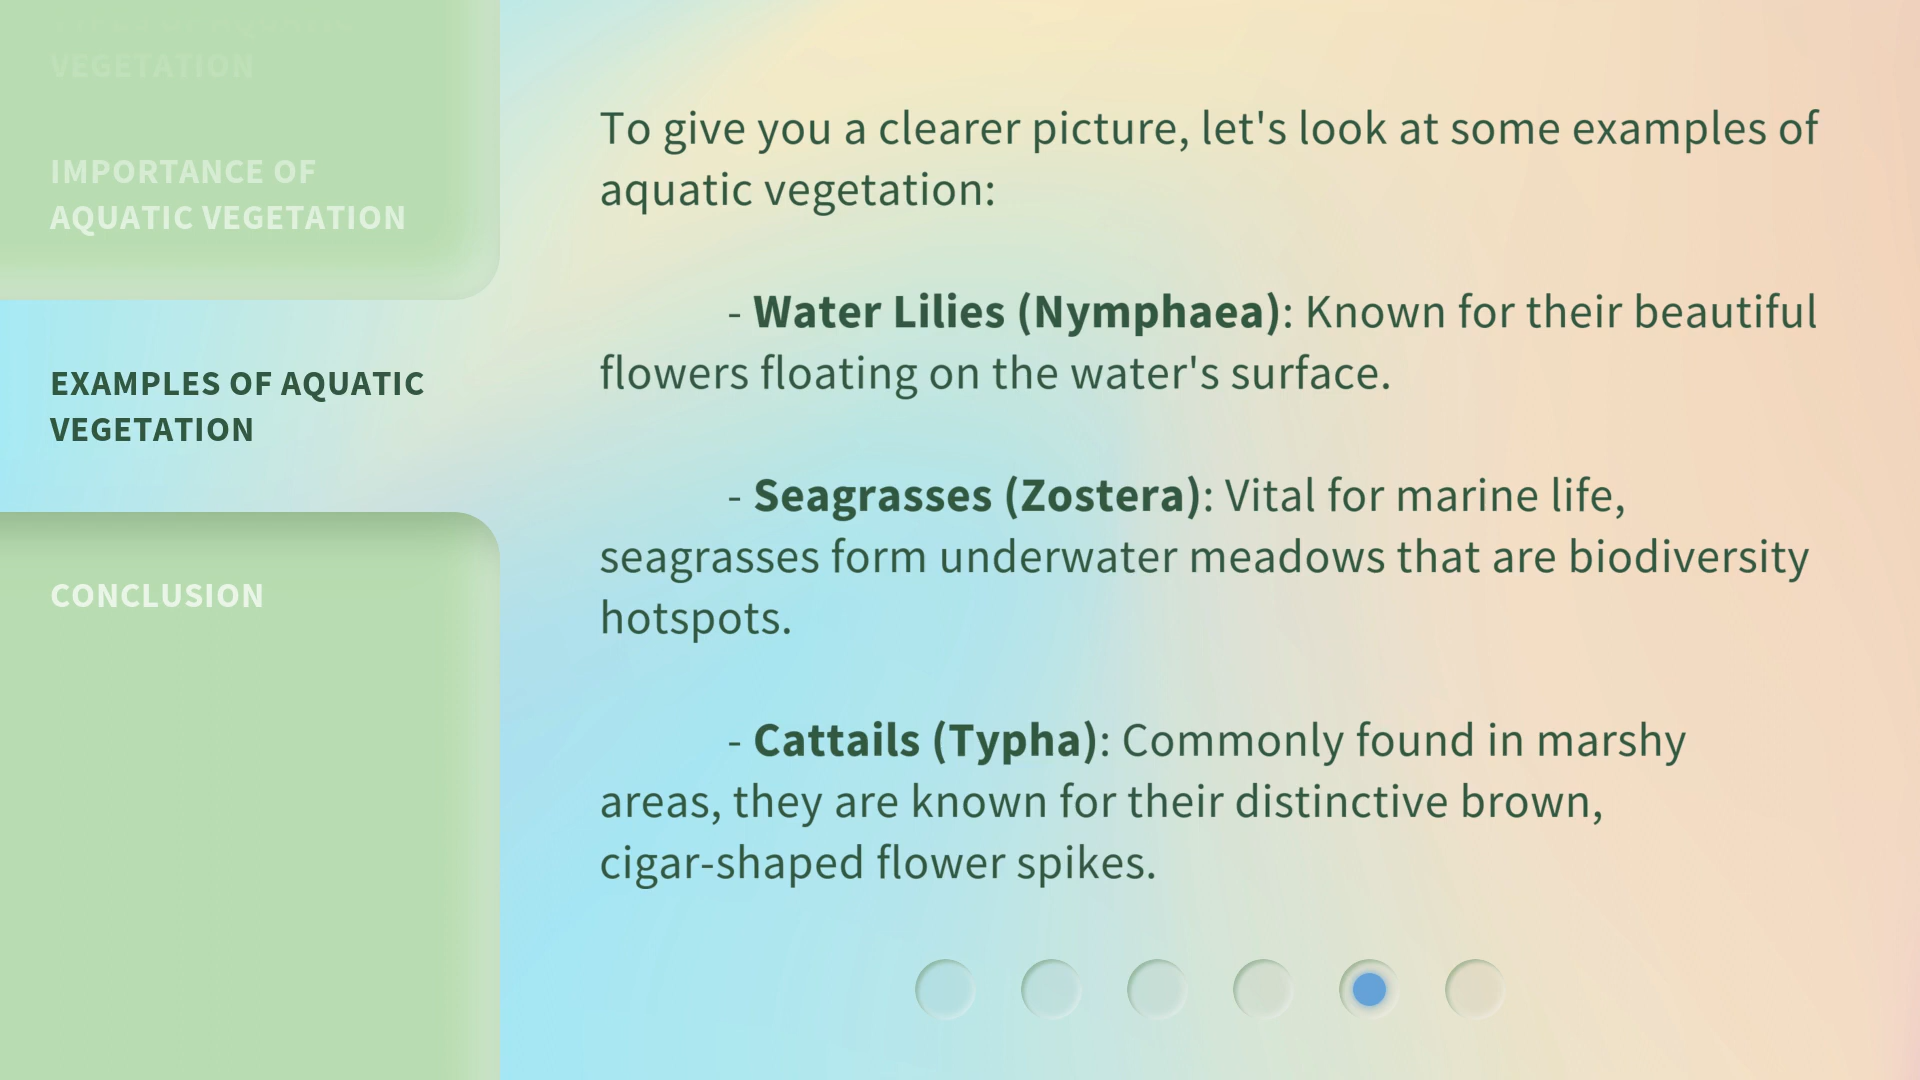 VEGETATION
IMPORTANCE OF
AQUATIC VEGETATION
EXAMPLES OF AQUATIC
VEGETATION
CONCLUSION
To give you a clearer picture, let's look at some examples of
aquatic vegetation:
- Water Lilies (Nymphaea): Known for their beautiful
flowers floating on the water's surface.
- Seagrasses (Zostera): Vital for marine life,
seagrasses form underwater meadows that are biodiversity
hotspots.
- Cattails (Typha): Commonly found in marshy
areas, they are known for their distinctive brown,
cigar-shaped flower spikes.